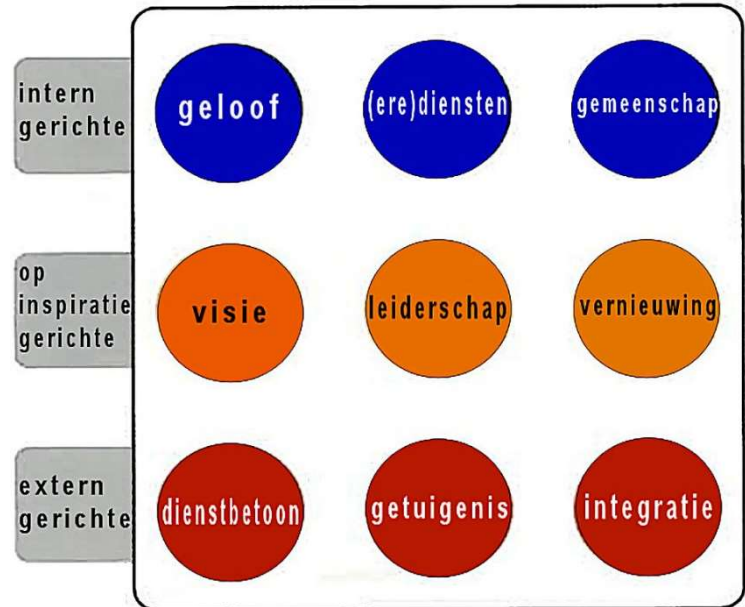 intern
gerichte
geloof
(ere)diensten
gemeenschap
op
inspiratie
gerichte
visie
leiderschap
vernieuwing
extern
gerichte
dienstbetoon
getuigenis
integratie